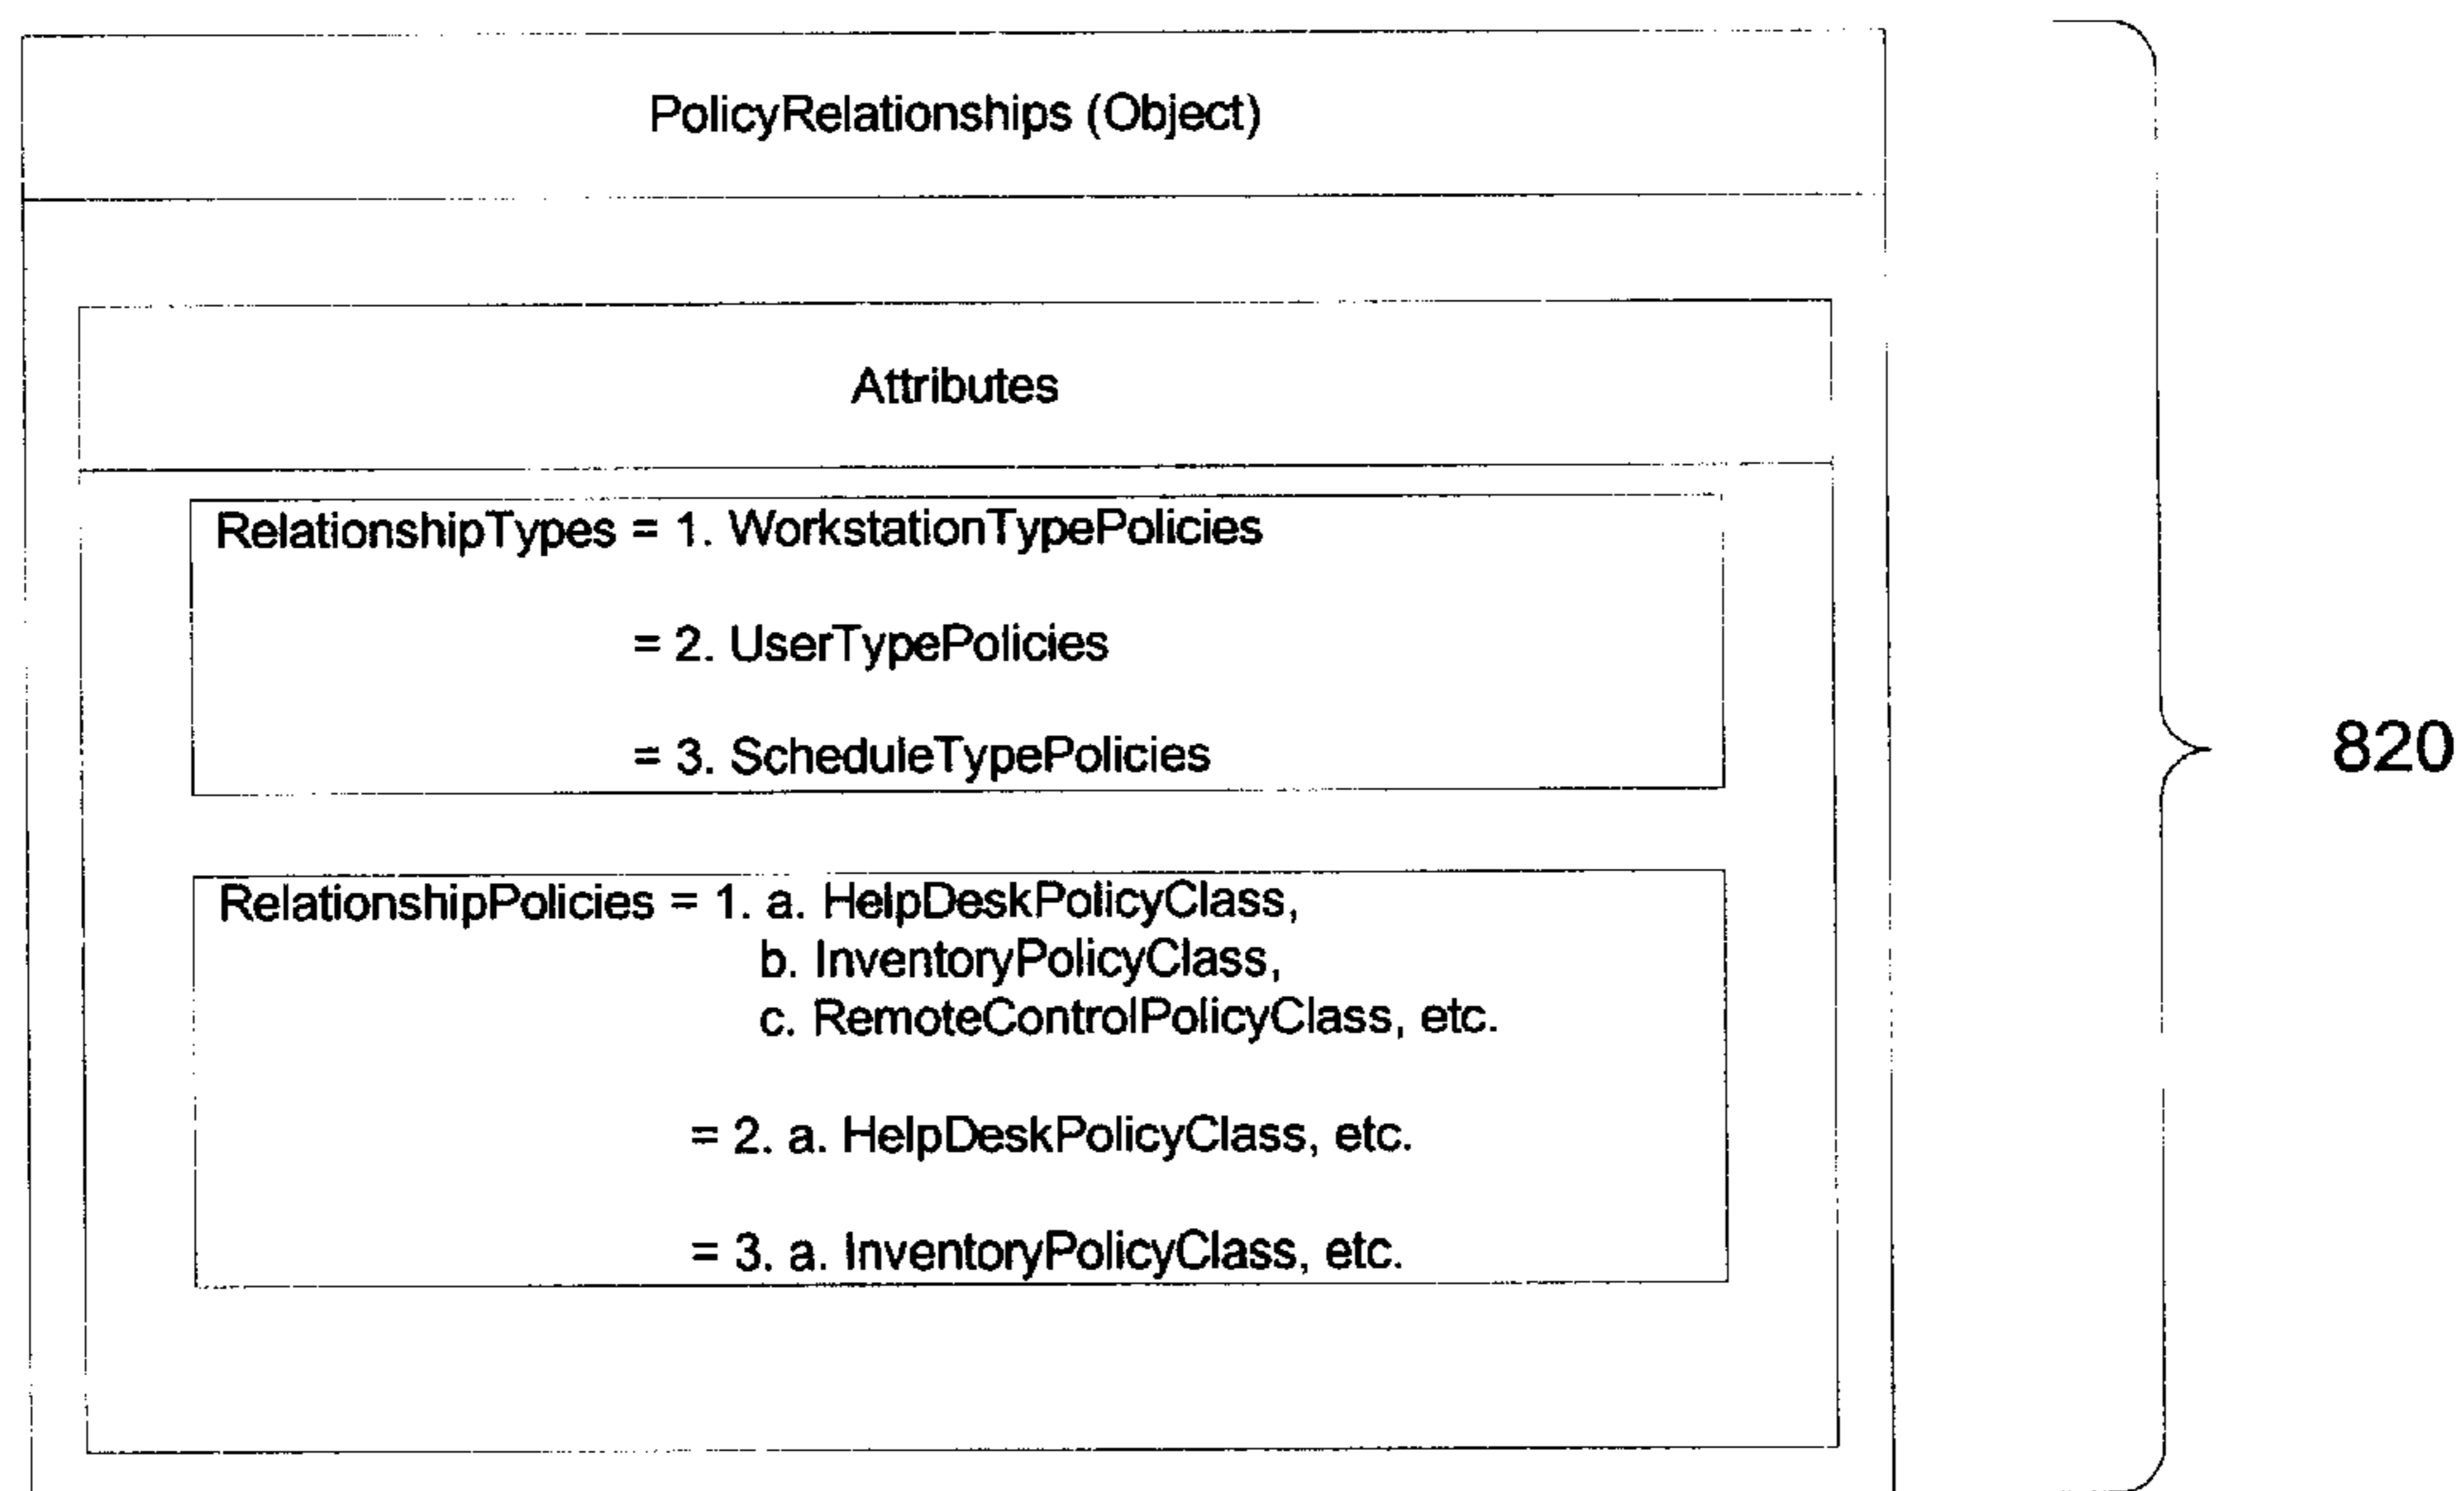 PolicyRelationships (Object)
Attributes
RelationshipTypes = 1. WorkstationTypePolicies
= 2. UserTypePolicies
= 3. ScheduleTypePolicies
820
RelationshipPolicies = 1. a. HelpDeskPolicyClass,
b. InventoryPolicyClass,
c. RemoteControlPolicyClass, etc.
= 2. a. HelpDeskPolicyClass, etc.
= 3. a. InventoryPolicyClass, etc.